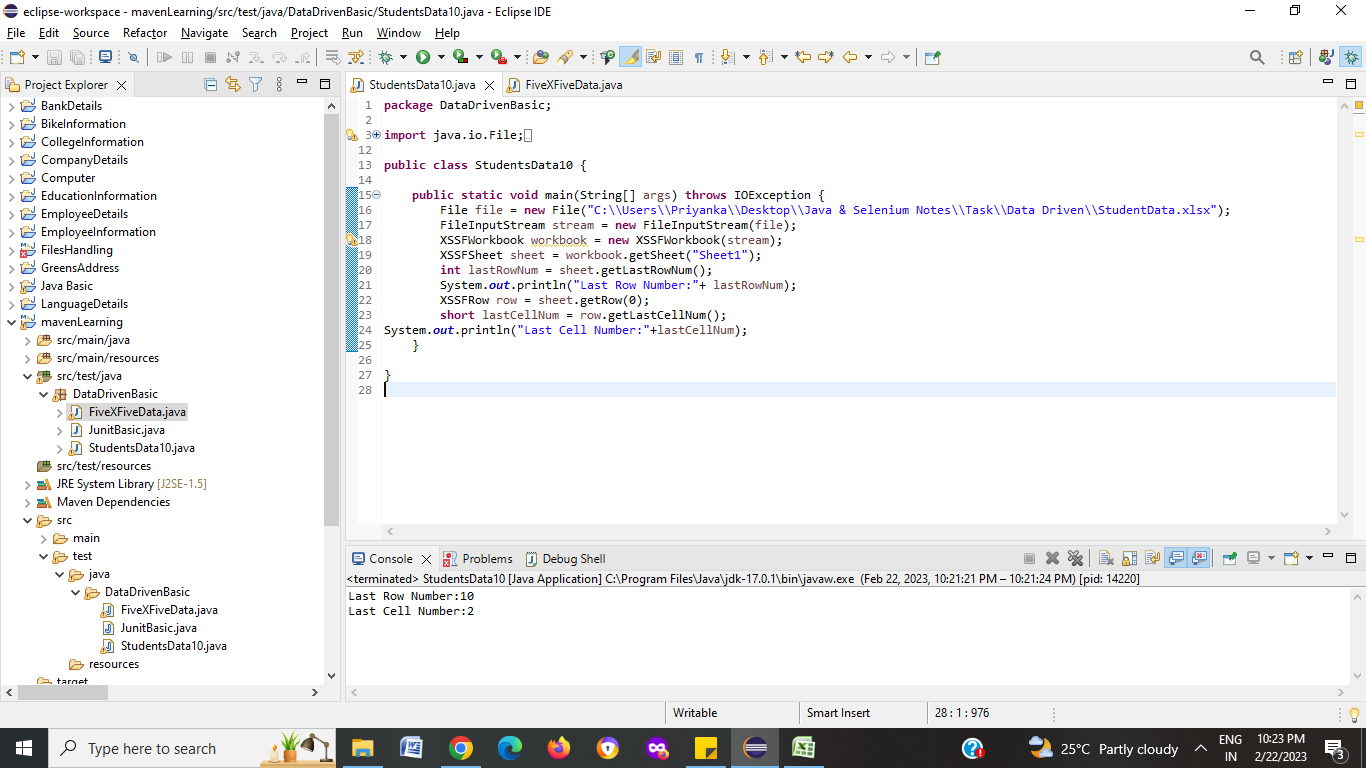 eclipse-workspace - mavenLearning/src/test/java/DataDrivenBasic/StudentsData10.java - Eclipse IDE
File Edit Source Refactor Navigate Search Project Run Window Help
Project Explorer
BankDetails
BikeInformation
CollegeInformation
CompanyDetails
Computer
EducationInformation
EmployeeDetails
EmployeeInformation
FilesHandling
GreensAddress
Java Basic
LanguageDetails
mavenLearning
src/main/java
src/main/resources
src/test/java
DataDrivenBasic
FiveXFiveData.java
JunitBasic.java
StudentsData10.java
src/test/resources
JRE System Library [J2SE-1.5]
Maven Dependencies
src
main
test
java
DataDrivenBasic
FiveXFiveData.java
JunitBasic.java
StudentsData10.java
resources
target
StudentsData10.java FiveXFiveData.java
1 package DataDrivenBasic;
2
3 import java.io.File;
12
13 public class StudentsData10 {
14
15 public static void main(String[] args) throws IOException {
16 File file = new File("C:\\Users\\Priyanka\\Desktop\\Java & Selenium Notes\\Task\\Data Driven\\StudentData.xlsx");
17 FileInputStream stream = new FileInputStream(file);
18 XSSFWorkbook workbook = new XSSFWorkbook(stream);
19 XSSFSheet sheet = workbook.getSheet("Sheet1");
20 int lastRowNum = sheet.getLastRowNum();
21 System.out.println("Last Row Number:"+ lastRowNum);
22 XSSFRow row = sheet.getRow(0);
23 short lastCellNum = row.getLastCellNum();
24 System.out.println("Last Cell Number:"+lastCellNum);
25 }
26
27 }
28
Console Problems Debug Shell
<terminated> StudentsData10 [Java Application] C:\Program Files\Java\jdk-17.0.1\bin\javaw.exe (Feb 22, 2023, 10:21:21 PM – 10:21:24 PM) [pid: 14220]
Last Row Number:10
Last Cell Number:2
Writable Smart Insert 28 : 1 : 976
Type here to search
25°C Partly cloudy
ENG
IN
10:23 PM
2/22/2023
3